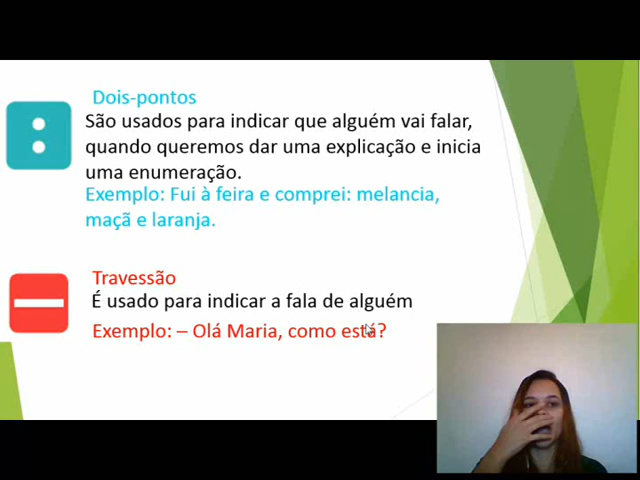 Dois-pontos
São usados para indicar que alguém vai falar,
quando queremos dar uma explicação e inicia
uma enumeração.
Exemplo: Fui à feira e comprei: melancia,
maçã e laranja.
Travessão
É usado para indicar a fala de alguém
Exemplo: – Olá Maria, como está?